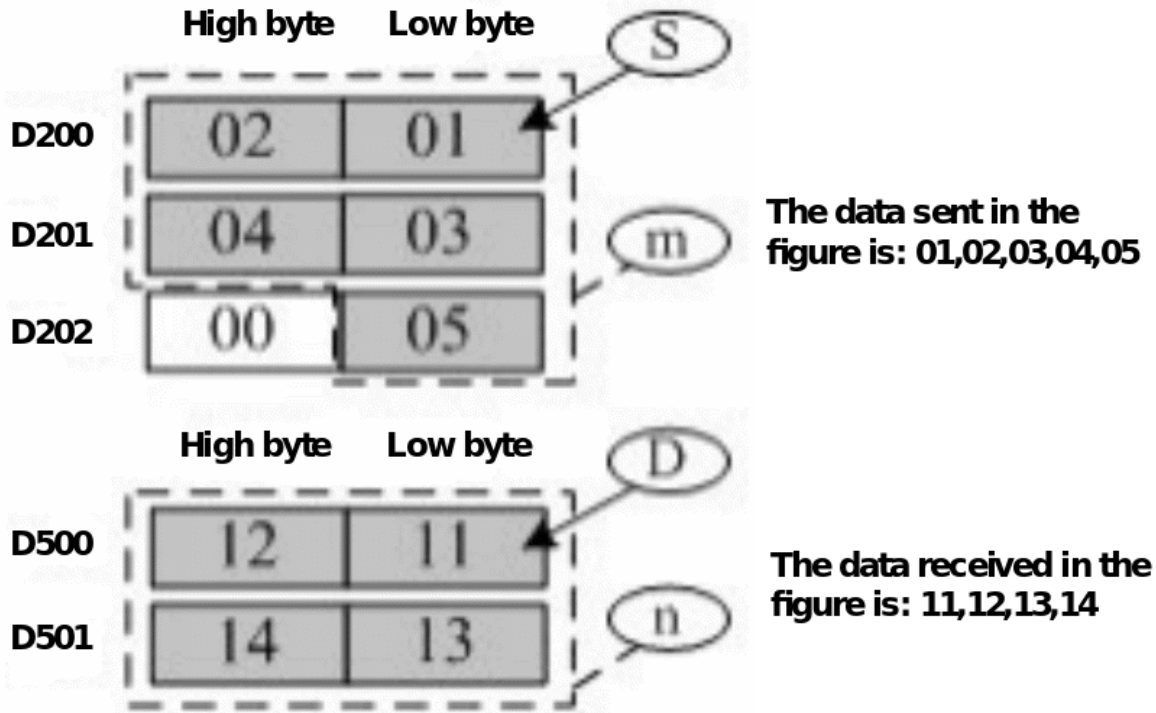 High byte Low byte
S
D200 02 01
D201 04 03
m
The data sent in the
figure is: 01,02,03,04,05
D202 00 05
High byte Low byte
D
D500 12 11
The data received in the
figure is: 11,12,13,14
n
D501 14 13